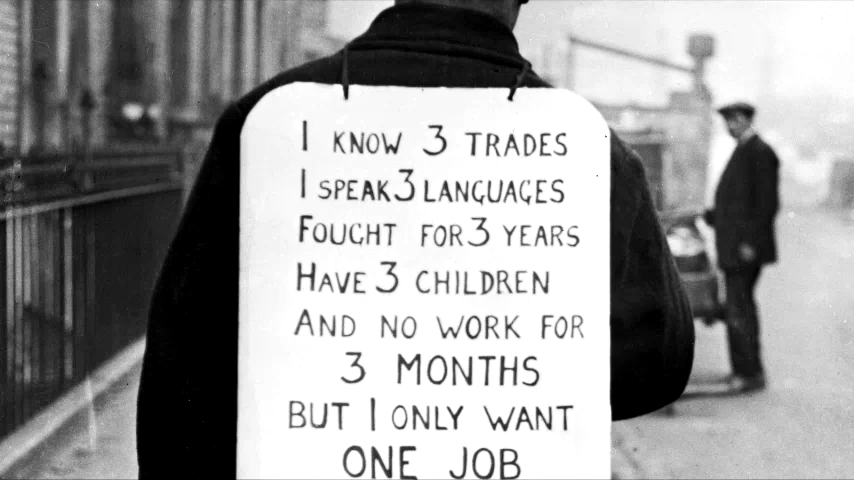 I KNOW 3 TRADES
I SPEAK 3 LANGUAGES
FOUGHT FOR 3 YEARS
HAVE 3 CHILDREN
AND NO WORK FOR
3 MONTHS
BUT I ONLY WANT
ONE JOB